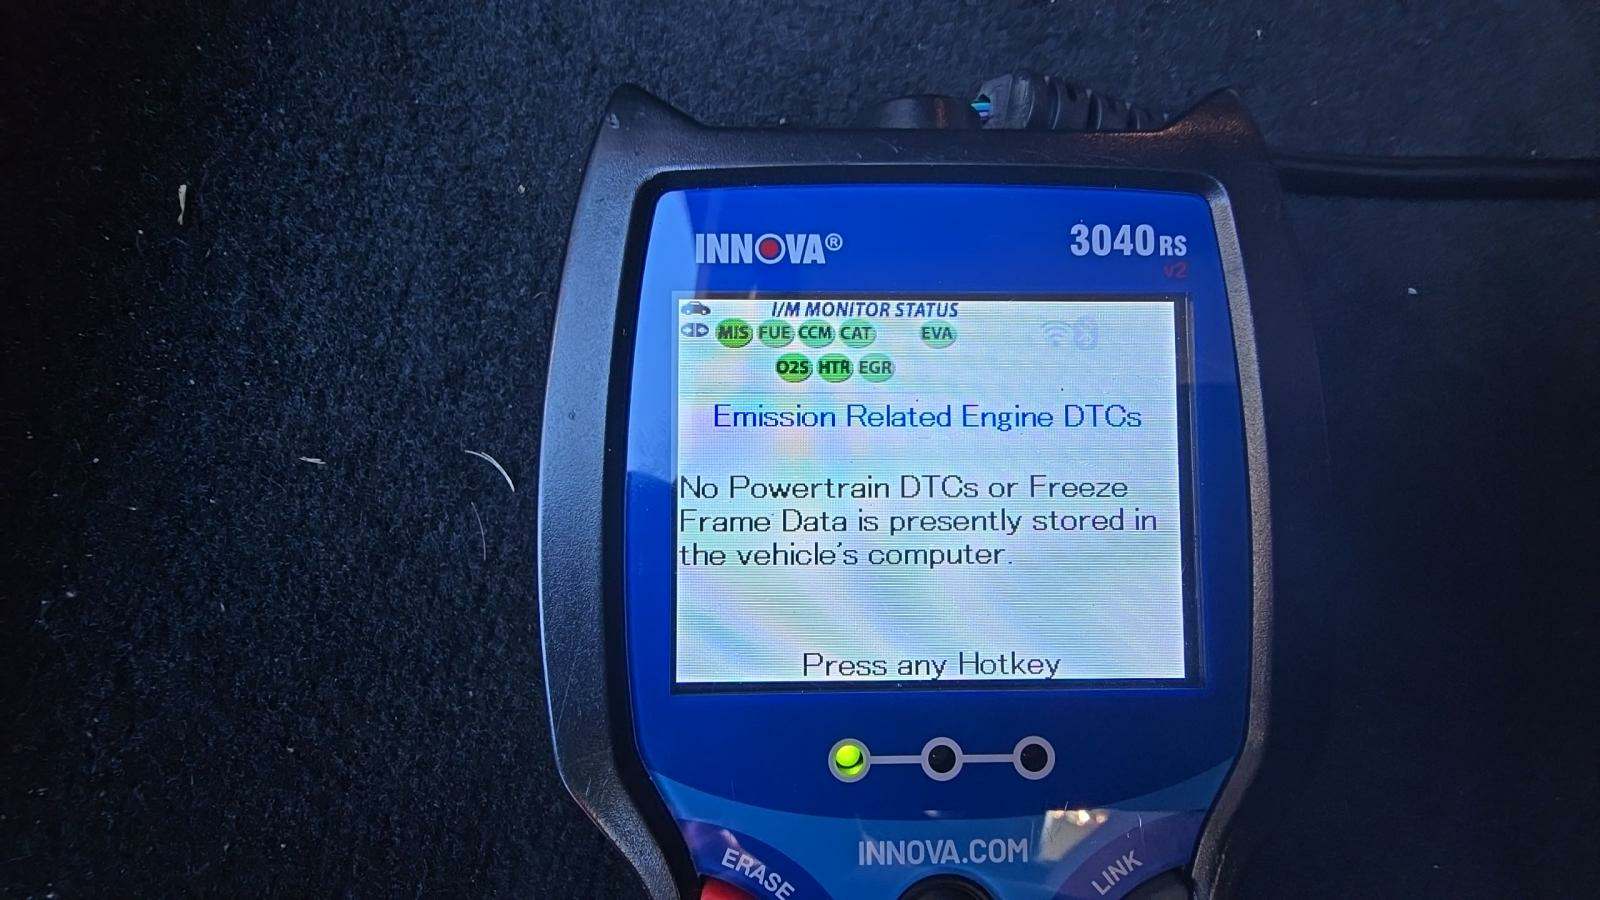 INNOVA® 3040RS
v2
I/M MONITOR STATUS
MIS FUE CCM CAT EVA
O2S HTR EGR
Emission Related Engine DTCs
No Powertrain DTCs or Freeze
Frame Data is presently stored in
the vehicle's computer.
Press any Hotkey
INNOVA.COM
ERASE LINK